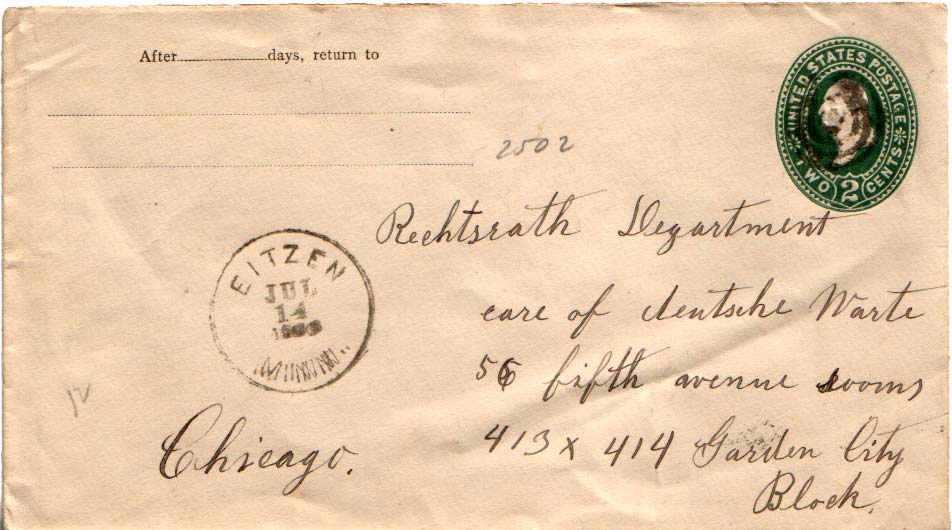 After............days, return to
UNITED STATES POSTAGE
TWO 2 CENTS
2502
Rechtsrath Department
EITZEN
JUL
14
MINN.
care of deutsche Warte
56 fifth avenue rooms
413 x 414 Garden City
Block.
12
Chicago.